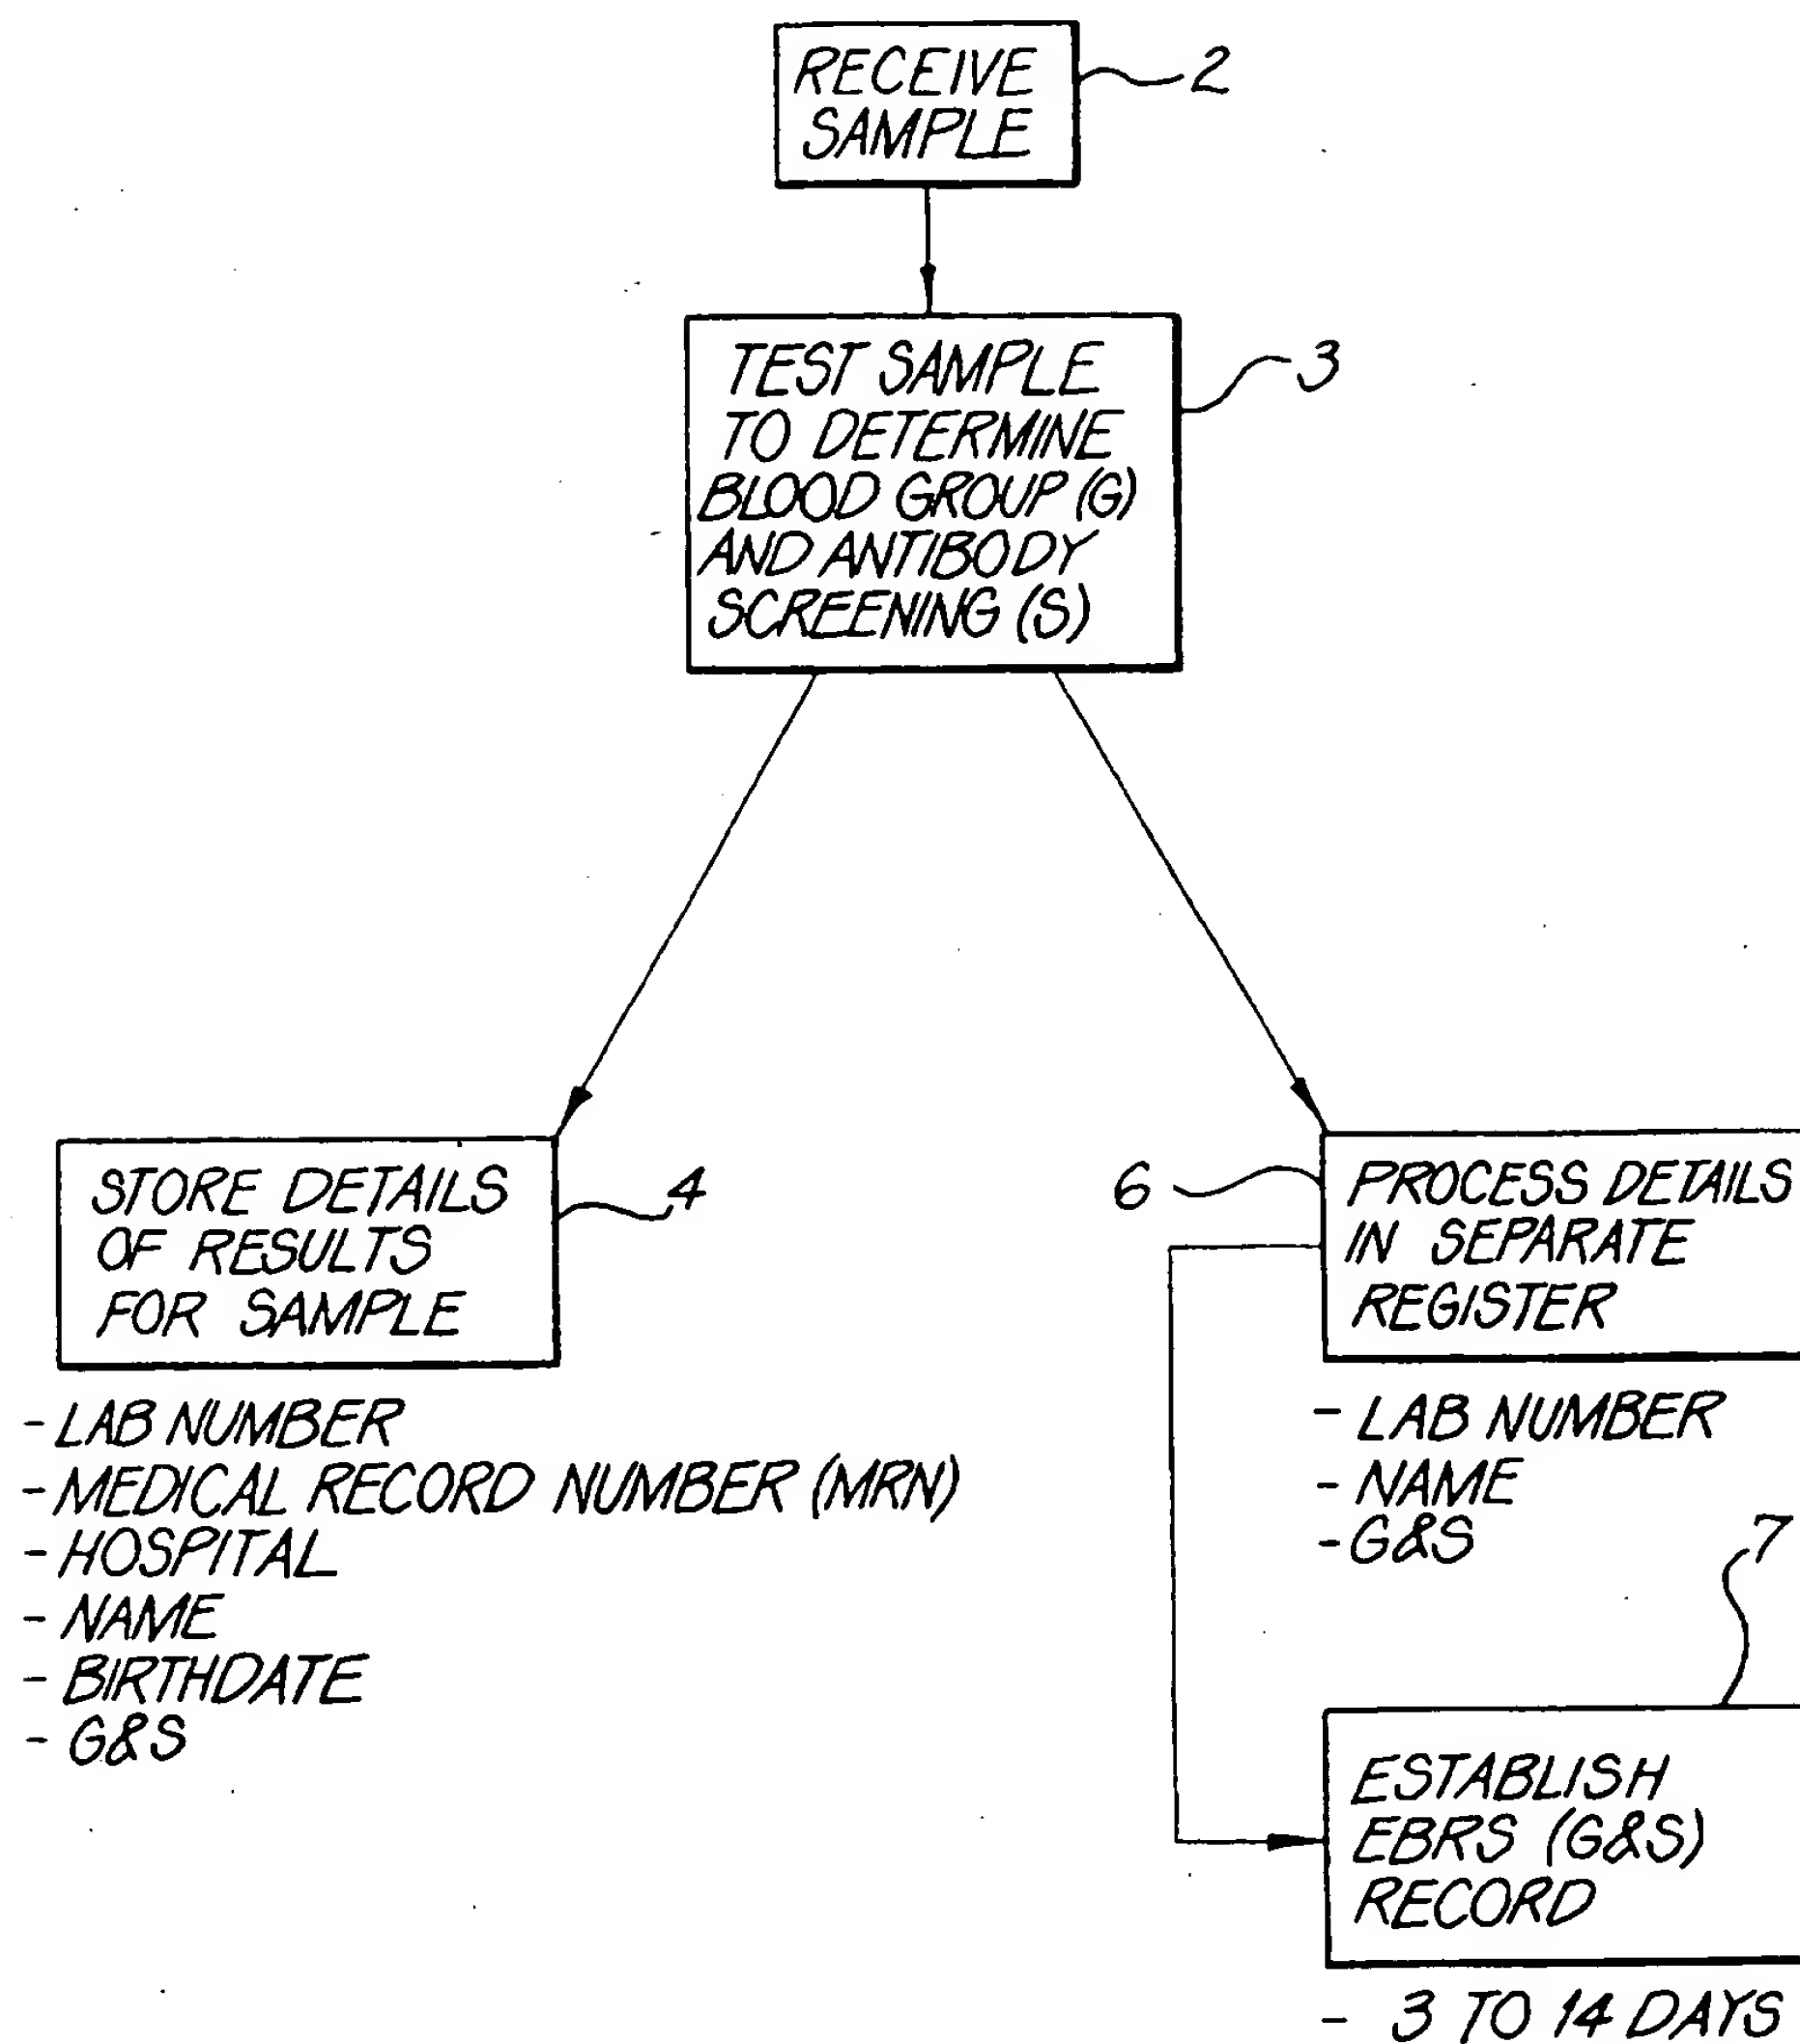 RECEIVE
SAMPLE
2
TEST SAMPLE
TO DETERMINE
BLOOD GROUP (G)
AND ANTIBODY
SCREENING (S)
3
STORE DETAILS
OF RESULTS
FOR SAMPLE
4
- LAB NUMBER
- MEDICAL RECORD NUMBER (MRN)
- HOSPITAL
- NAME
- BIRTHDATE
- G&S
6
PROCESS DETAILS
IN SEPARATE
REGISTER
- LAB NUMBER
- NAME
- G&S
7
ESTABLISH
EBRS (G&S)
RECORD
- 3 TO 14 DAYS